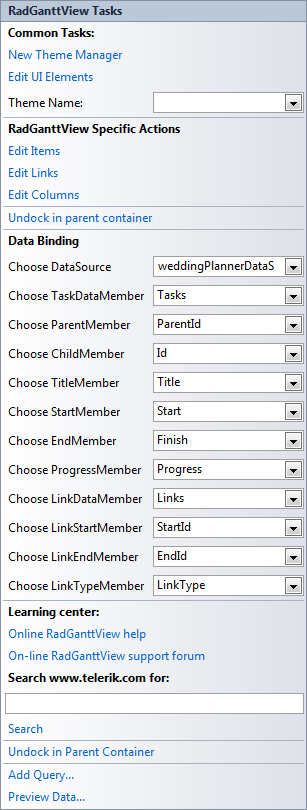 RadGanttView Tasks
Common Tasks:
New Theme Manager
Edit UI Elements
Theme Name:
RadGanttView Specific Actions
Edit Items
Edit Links
Edit Columns
Undock in parent container
Data Binding
Choose DataSource weddingPlannerDataS
Choose TaskDataMember Tasks
Choose ParentMember ParentId
Choose ChildMember Id
Choose TitleMember Title
Choose StartMember Start
Choose EndMember Finish
Choose ProgressMember Progress
Choose LinkDataMember Links
Choose LinkStartMember StartId
Choose LinkEndMember EndId
Choose LinkTypeMember LinkType
Learning center:
Online RadGanttView help
On-line RadGanttView support forum
Search www.telerik.com for:
Search
Undock in Parent Container
Add Query...
Preview Data...